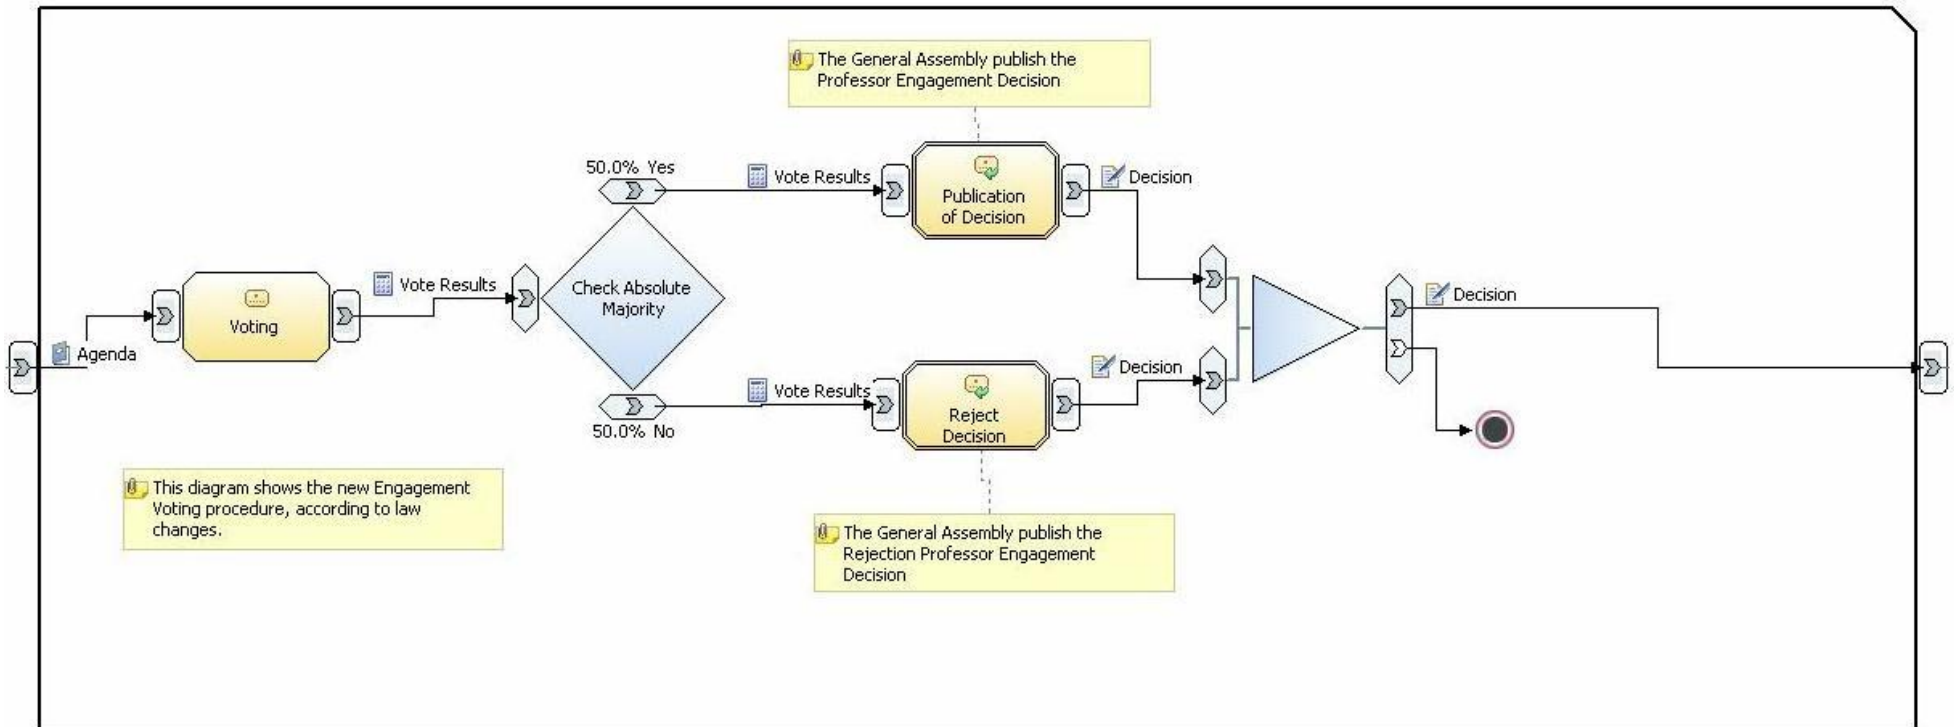 The General Assembly publish the
Professor Engagement Decision
50.0% Yes
Vote Results
Publication
of Decision
Decision
Agenda
Voting
Vote Results
Check Absolute
Majority
Decision
50.0% No
Vote Results
Reject
Decision
Decision
This diagram shows the new Engagement
Voting procedure, according to law
changes.
The General Assembly publish the
Rejection Professor Engagement
Decision